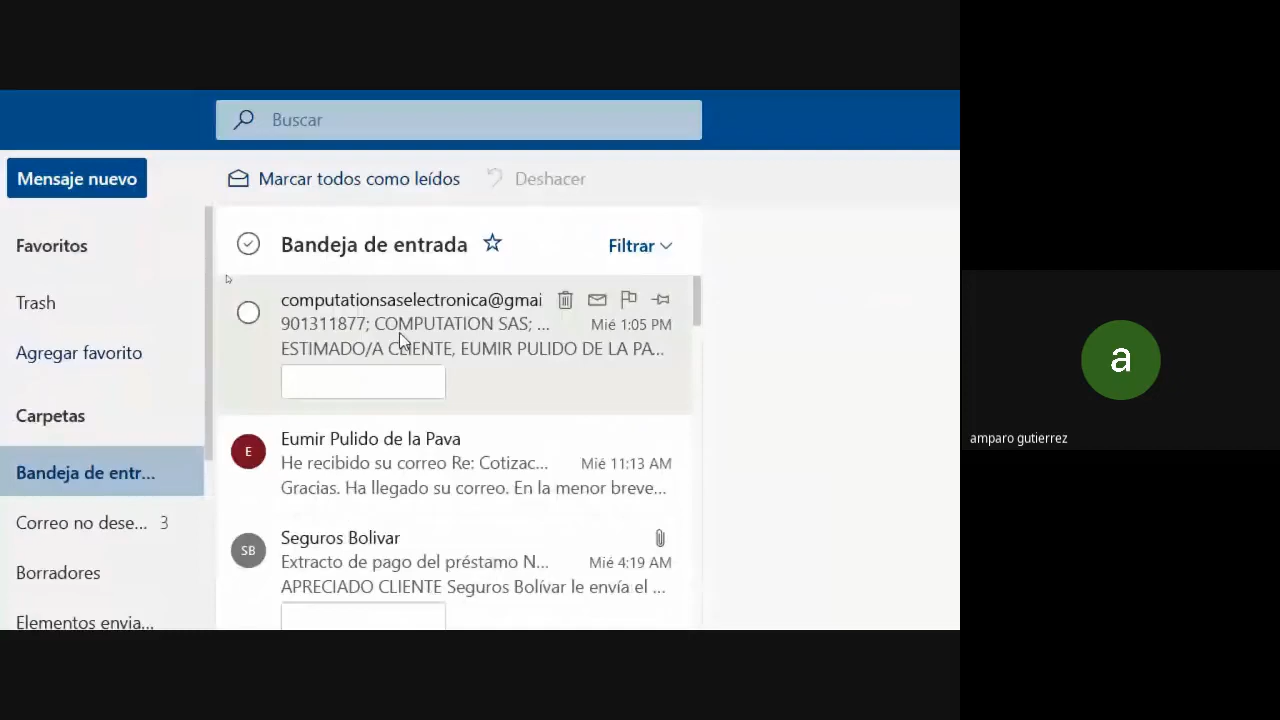 Buscar
Mensaje nuevo
Marcar todos como leídos
Deshacer
Favoritos
Trash
Agregar favorito
Carpetas
Bandeja de entr...
Correo no dese... 3
Borradores
Elementos envia...
Bandeja de entrada
Filtrar
computationsaselectronica@gmai
901311877; COMPUTATION SAS; ... Mié 1:05 PM
ESTIMADO/A CLIENTE, EUMIR PULIDO DE LA PA...
E
Eumir Pulido de la Pava
He recibido su correo Re: Cotizac... Mié 11:13 AM
Gracias. Ha llegado su correo. En la menor breve...
SB
Seguros Bolivar
Extracto de pago del préstamo N... Mié 4:19 AM
APRECIADO CLIENTE Seguros Bolívar le envía el ...
a
amparo gutierrez